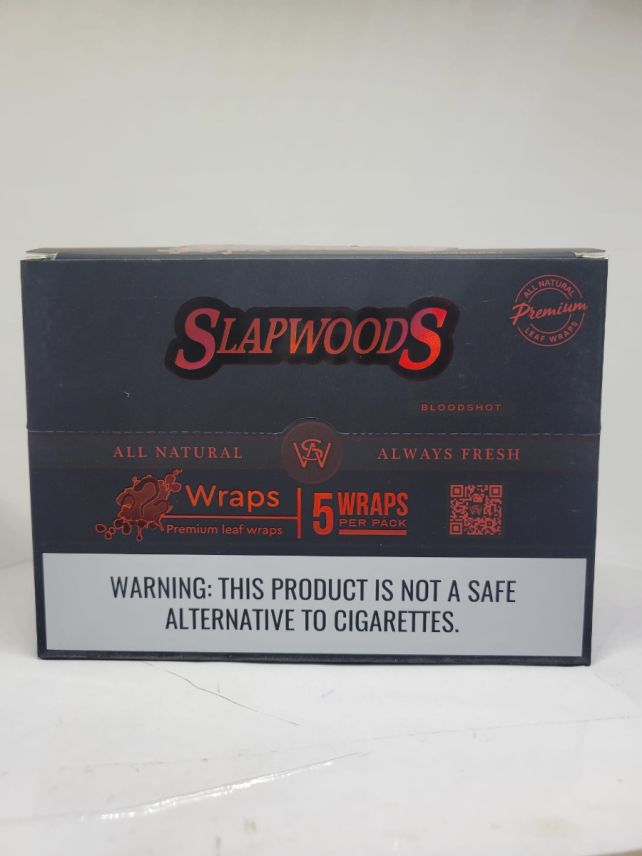 ALL NATURAL
Premium
LEAF WRAPS
SLAPWOODS
BLOODSHOT
ALL NATURAL
SW
ALWAYS FRESH
Wraps
Premium leaf wraps
5 WRAPS
PER PACK
WARNING: THIS PRODUCT IS NOT A SAFE
ALTERNATIVE TO CIGARETTES.